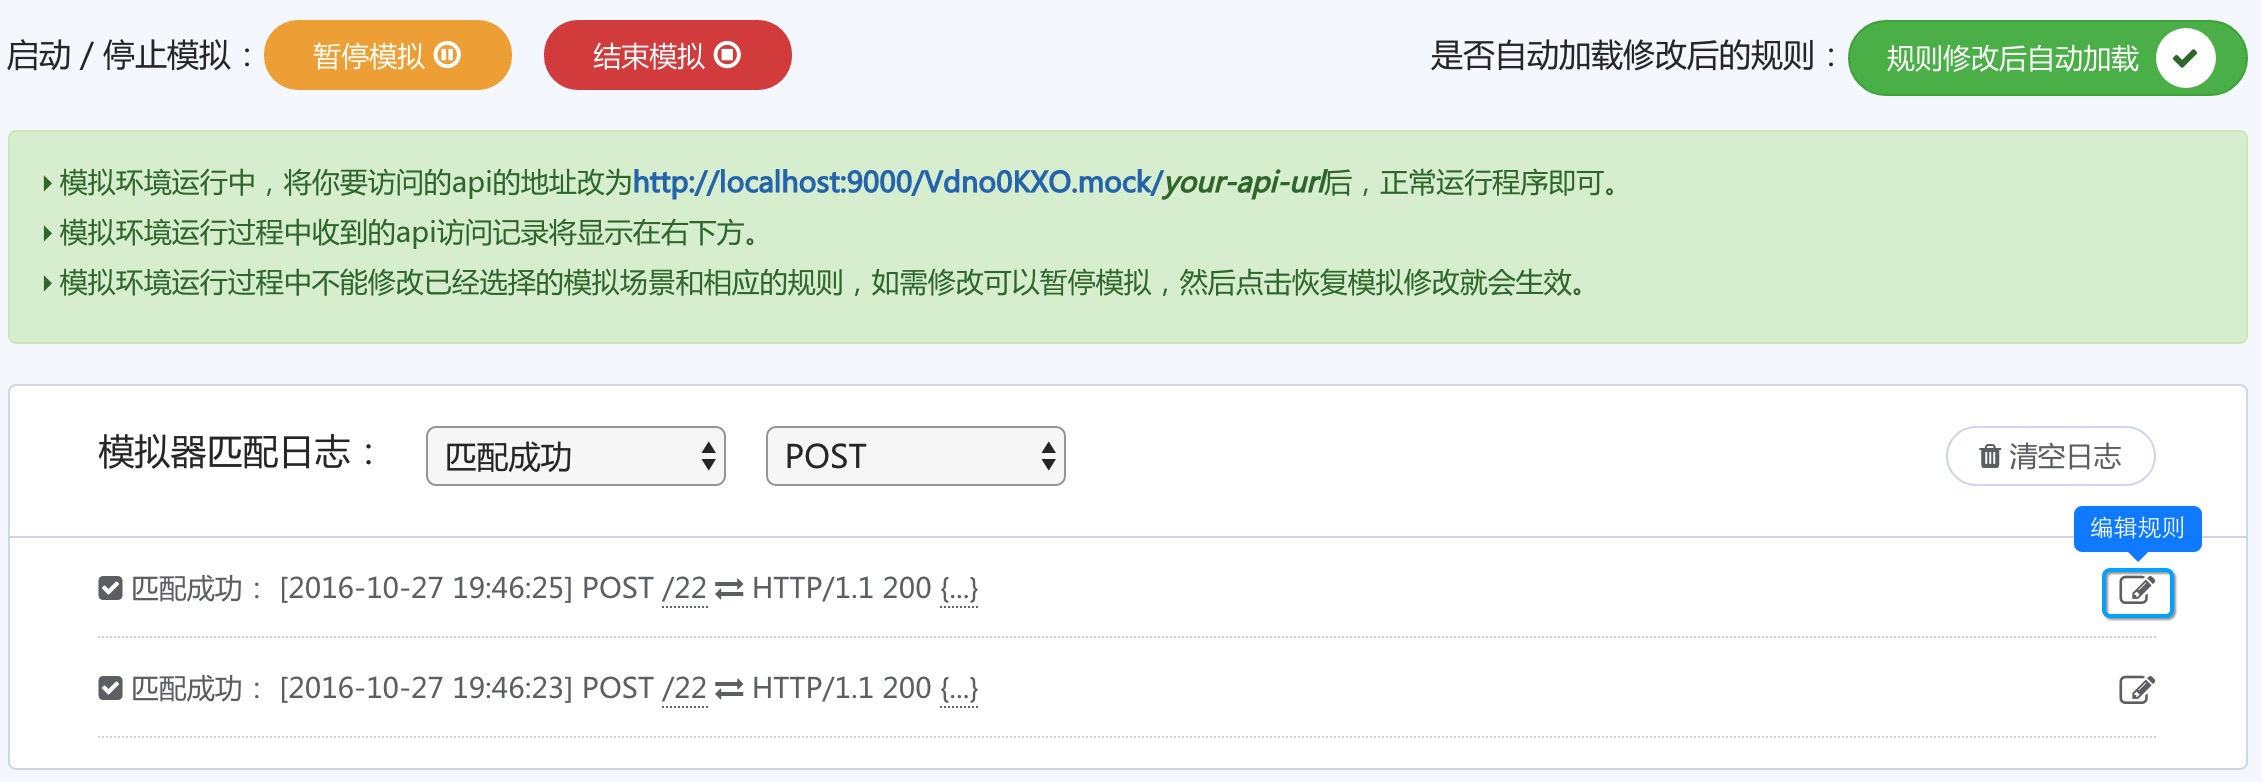 启动 / 停止模拟： 暂停模拟 结束模拟 是否自动加载修改后的规则： 规则修改后自动加载
模拟环境运行中，将你要访问的api的地址改为http://localhost:9000/Vdno0KXO.mock/your-api-url后，正常运行程序即可。
模拟环境运行过程中收到的api访问记录将显示在右下方。
模拟环境运行过程中不能修改已经选择的模拟场景和相应的规则，如需修改可以暂停模拟，然后点击恢复模拟修改就会生效。
模拟器匹配日志： 匹配成功 POST 清空日志
编辑规则
匹配成功： [2016-10-27 19:46:25] POST /22 ⇄ HTTP/1.1 200 {...}
匹配成功： [2016-10-27 19:46:23] POST /22 ⇄ HTTP/1.1 200 {...}